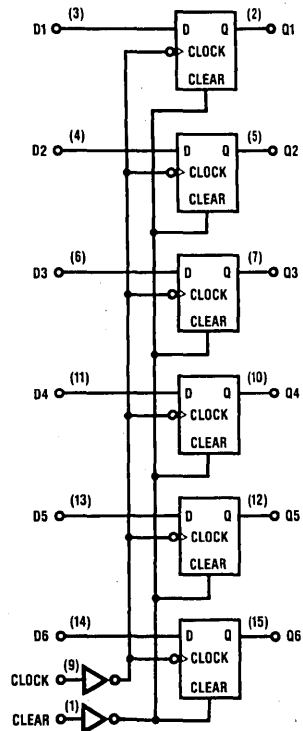 D1 (3) D Q (2) Q1
CLOCK
CLEAR
D2 (4) D Q (5) Q2
CLOCK
CLEAR
D3 (6) D Q (7) Q3
CLOCK
CLEAR
D4 (11) D Q (10) Q4
CLOCK
CLEAR
D5 (13) D Q (12) Q5
CLOCK
CLEAR
D6 (14) D Q (15) Q6
CLOCK
CLOCK (9)
CLEAR
CLEAR (1)